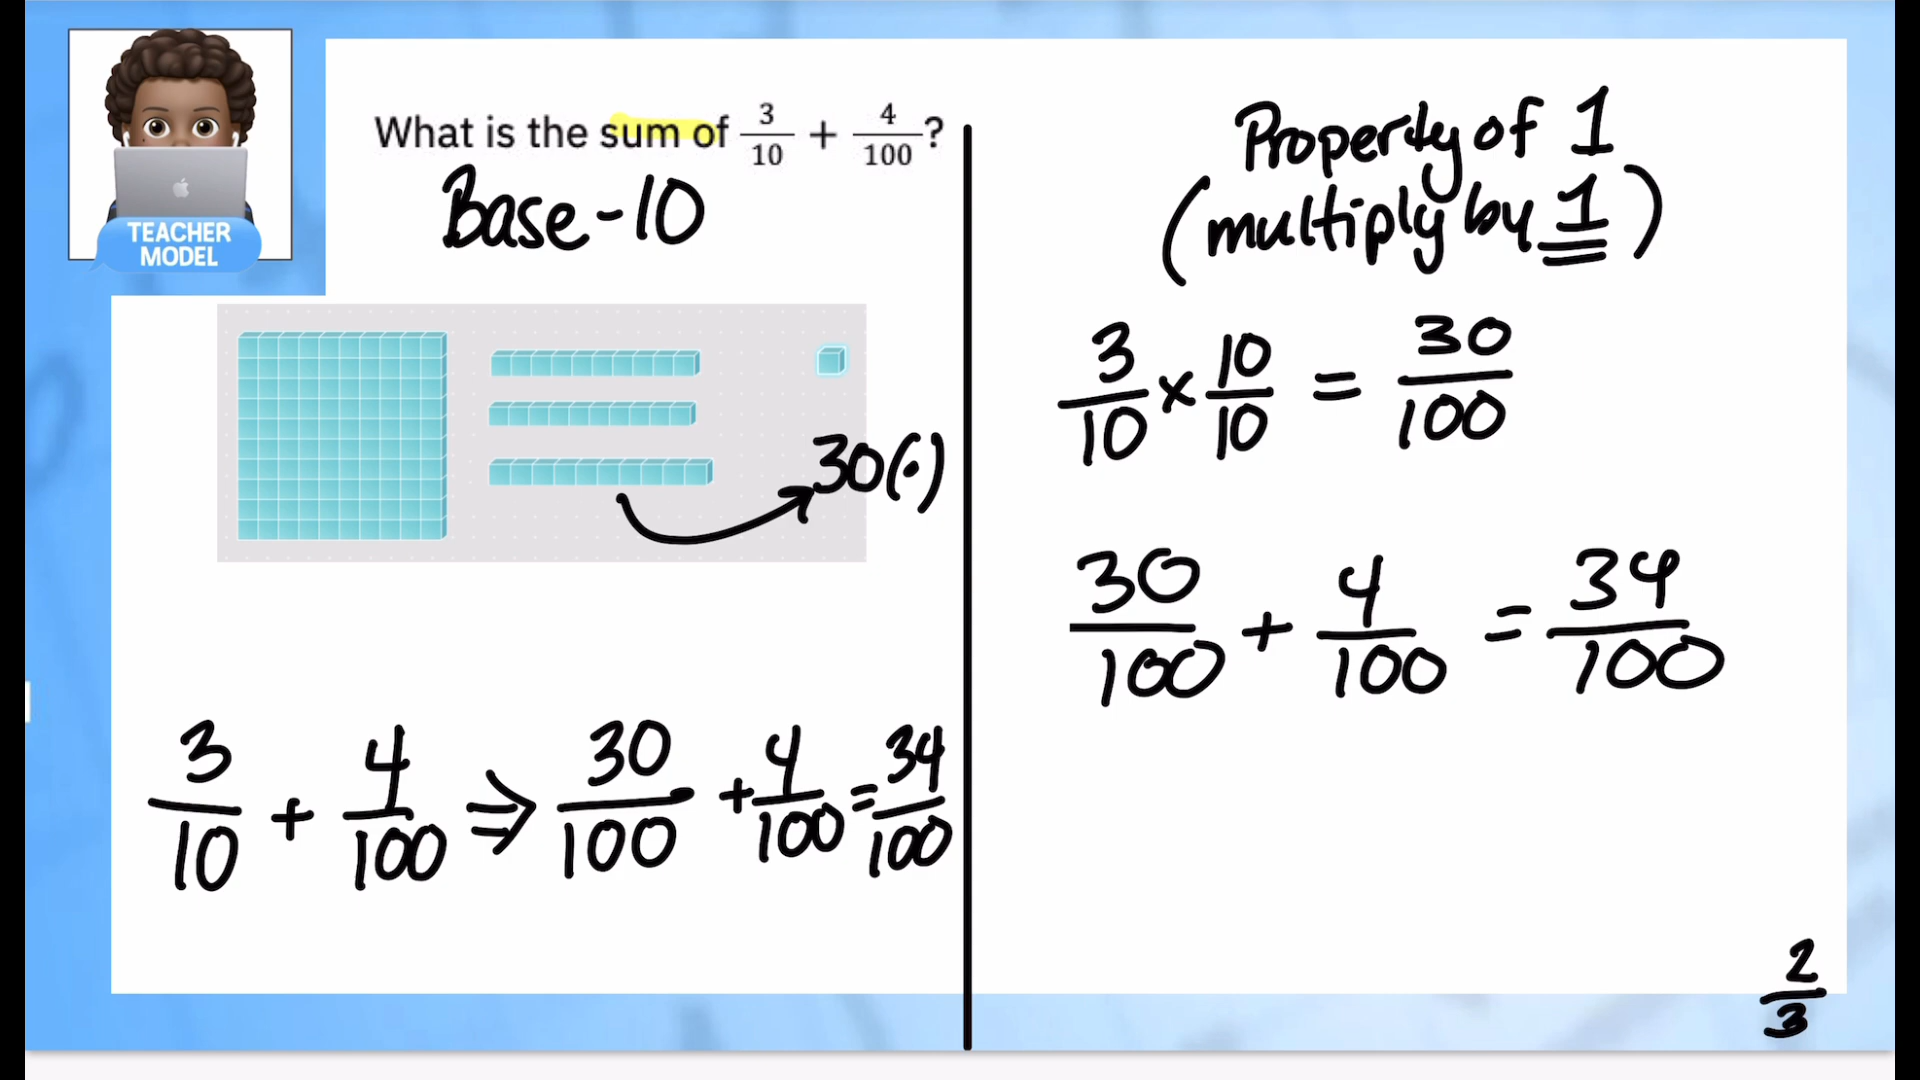 TEACHER
MODEL
What is the sum of 3/10 + 4/100?
Base-10
30(·)
3/10 + 4/100 ⇒ 30/100 + 4/100 = 34/100
Property of 1
(multiply by 1)
3/10 x 10/10 = 30/100
30/100 + 4/100 = 34/100
2/3